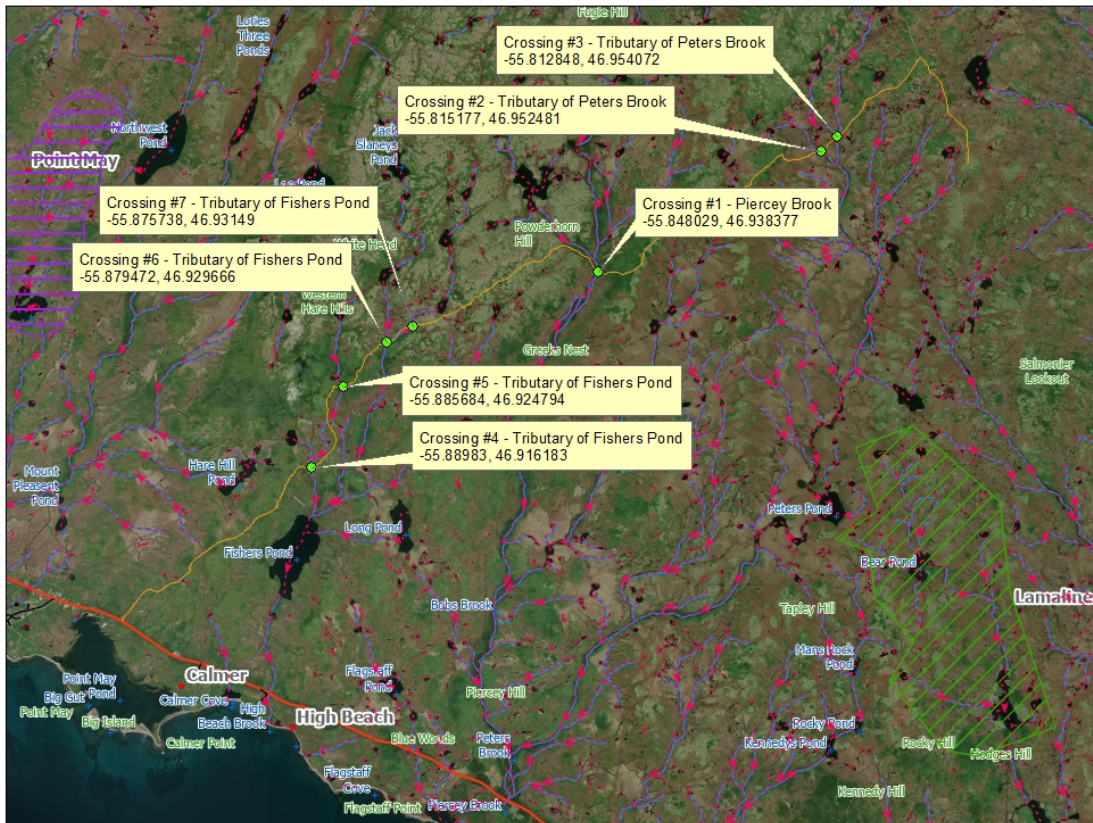 Fugle Hill
Lories
Three
Ponds
Crossing #3 - Tributary of Peters Brook
-55.812848, 46.954072
Crossing #2 - Tributary of Peters Brook
-55.815177, 46.952481
Northwest
Pond
Jack
Slaneys
Pond
Point May
Crossing #7 - Tributary of Fishers Pond
-55.875738, 46.93149
Crossing #1 - Piercey Brook
-55.848029, 46.938377
Powderhorn
Hill
White Head
Crossing #6 - Tributary of Fishers Pond
-55.879472, 46.929666
Western
Hare Hills
Greeks Nest
Salmonier
Lookout
Crossing #5 - Tributary of Fishers Pond
-55.885684, 46.924794
Crossing #4 - Tributary of Fishers Pond
-55.88983, 46.916183
Hare Hill
Pond
Mount
Pleasent
Pond
Peters Pond
Long Pond
Fishers Pond
Bear Pond
Lamaline
Bobs Brook
Tapley Hill
Mans Rock
Pond
Calmer
Flagstaff
Pond
Piercey Hill
Point May
Pond
Big Gut
Calmer Cove
Point May
Big Island
High
Beach Brook
High Beach
Calmer Point
Blue Woods
Peters
Brook
Rocky Pond
Kennedys Pond
Rocky Hill
Hodges Hill
Flagstaff
Cove
Flagstaff Point
Piercey Brook
Kennedy Hill